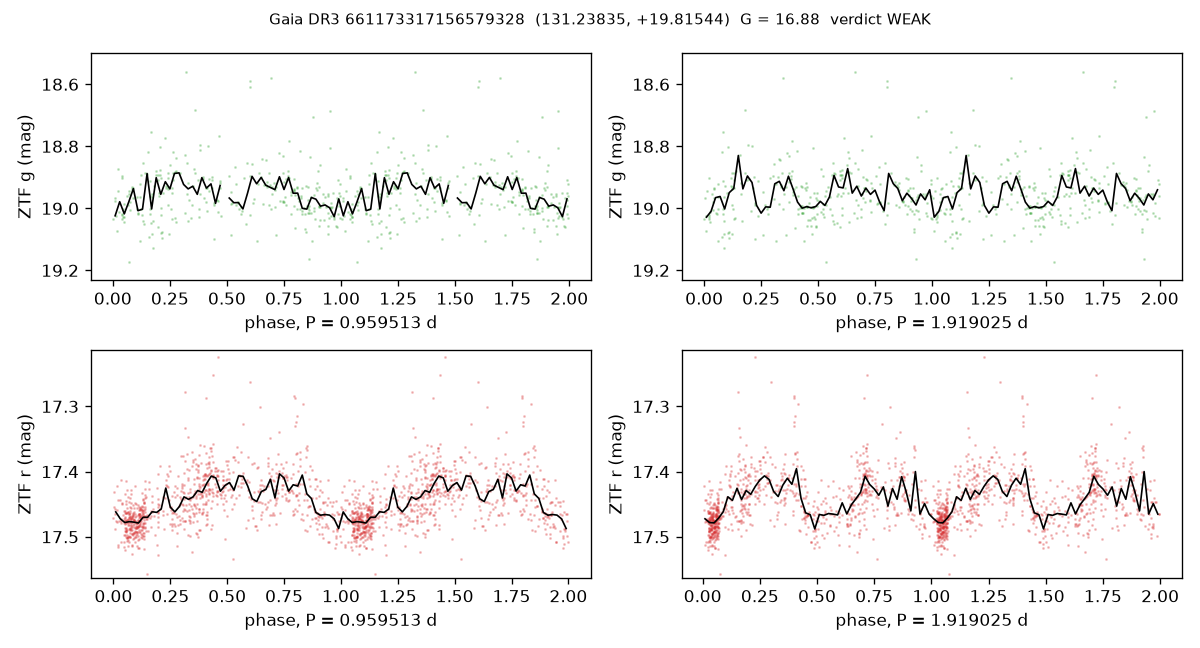 Gaia DR3 661173317156579328  (131.23835, +19.81544)  G = 16.88  verdict WEAK
ZTF g (mag)
18.6
18.8
19.0
19.2
0.00 0.25 0.50 0.75 1.00 1.25 1.50 1.75 2.00
phase, P = 0.959513 d
ZTF g (mag)
18.6
18.8
19.0
19.2
0.00 0.25 0.50 0.75 1.00 1.25 1.50 1.75 2.00
phase, P = 1.919025 d
ZTF r (mag)
17.3
17.4
17.5
0.00 0.25 0.50 0.75 1.00 1.25 1.50 1.75 2.00
phase, P = 0.959513 d
ZTF r (mag)
17.3
17.4
17.5
0.00 0.25 0.50 0.75 1.00 1.25 1.50 1.75 2.00
phase, P = 1.919025 d